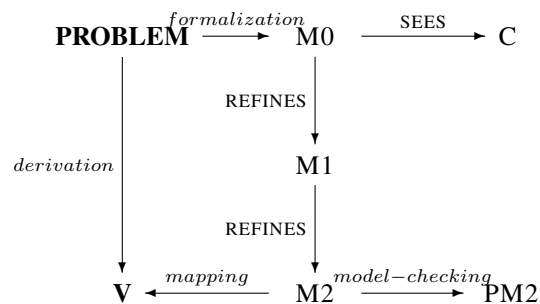 PROBLEM formalization M0 SEES C
REFINES
derivation M1
REFINES
V mapping M2 model−checking PM2